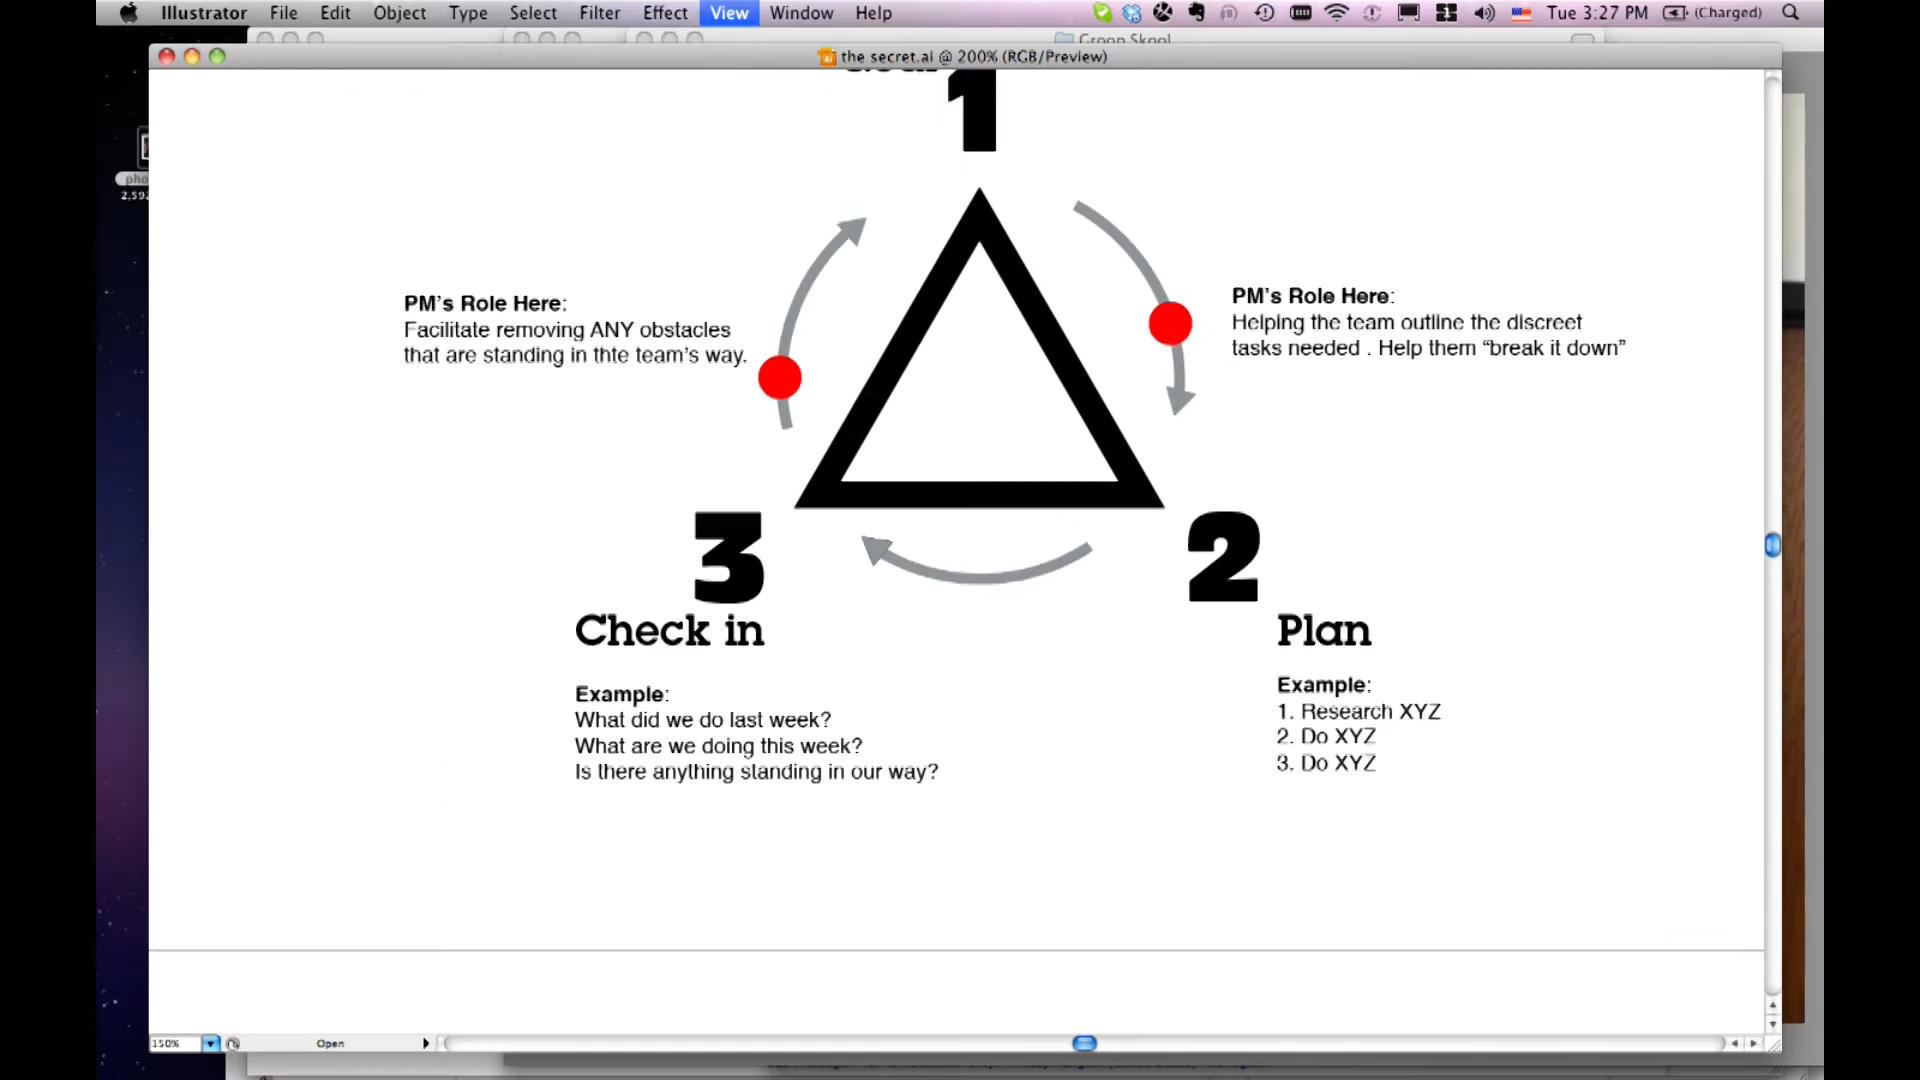 Illustrator File Edit Object Type Select Filter Effect View Window Help Tue 3:27 PM (Charged)
Groop Skool
the secret.ai @ 200% (RGB/Preview)
1
PM's Role Here:
Facilitate removing ANY obstacles
that are standing in thte team's way.
PM's Role Here:
Helping the team outline the discreet
tasks needed . Help them “break it down”
3
Check in
Example:
What did we do last week?
What are we doing this week?
Is there anything standing in our way?
2
Plan
Example:
1. Research XYZ
2. Do XYZ
3. Do XYZ
150% Open